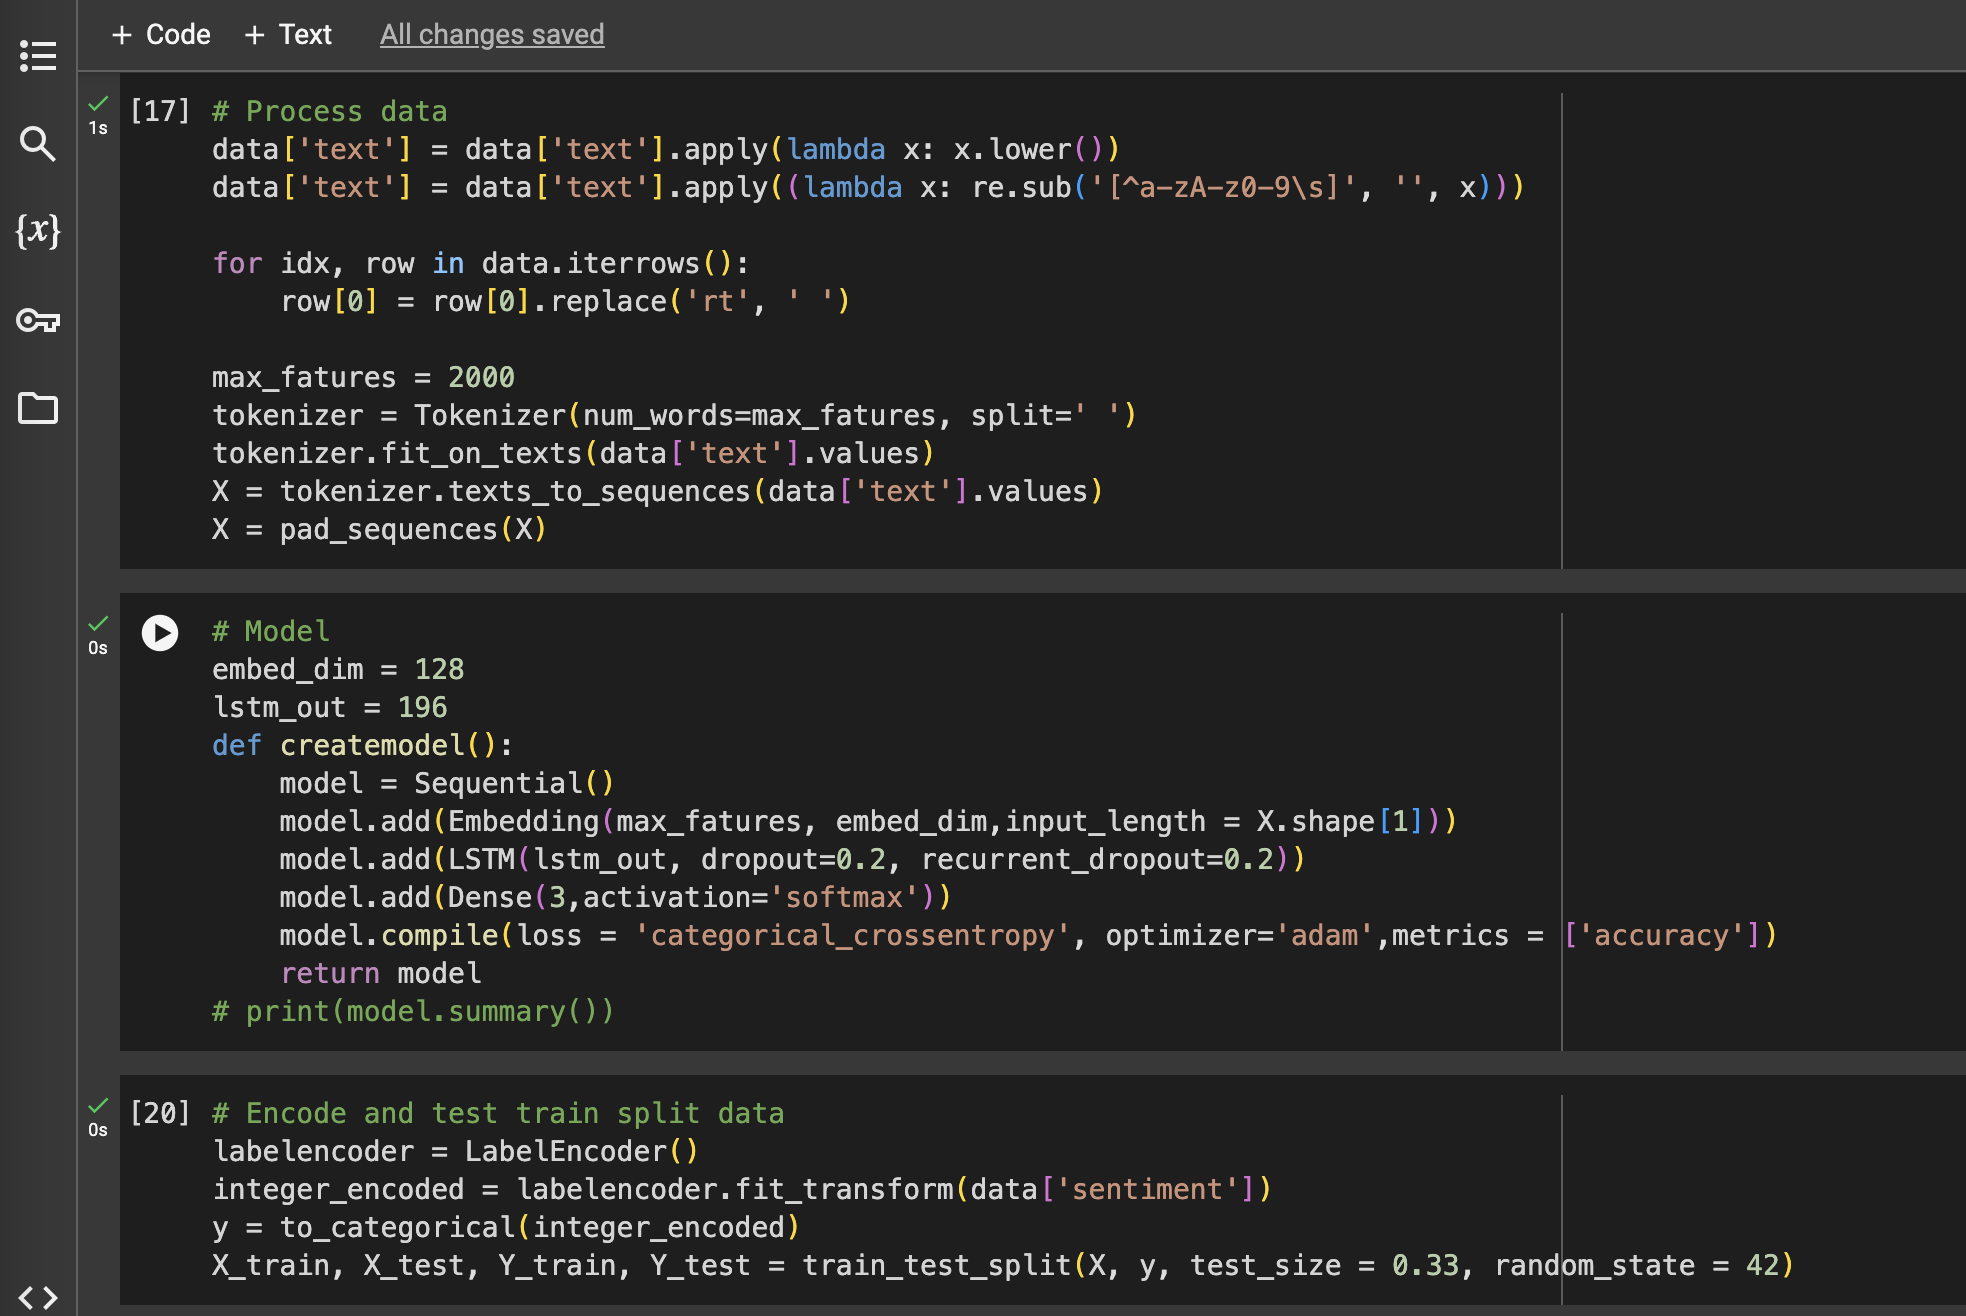 + Code + Text All changes saved
{x}
[17] # Process data
1s
data['text'] = data['text'].apply(lambda x: x.lower())
data['text'] = data['text'].apply((lambda x: re.sub('[^a-zA-z0-9\s]', '', x)))
for idx, row in data.iterrows():
    row[0] = row[0].replace('rt', ' ')
max_fatures = 2000
tokenizer = Tokenizer(num_words=max_fatures, split=' ')
tokenizer.fit_on_texts(data['text'].values)
X = tokenizer.texts_to_sequences(data['text'].values)
X = pad_sequences(X)
# Model
0s
embed_dim = 128
lstm_out = 196
def createmodel():
    model = Sequential()
    model.add(Embedding(max_fatures, embed_dim,input_length = X.shape[1]))
    model.add(LSTM(lstm_out, dropout=0.2, recurrent_dropout=0.2))
    model.add(Dense(3,activation='softmax'))
    model.compile(loss = 'categorical_crossentropy', optimizer='adam',metrics = ['accuracy'])
    return model
# print(model.summary())
[20] # Encode and test train split data
0s
labelencoder = LabelEncoder()
integer_encoded = labelencoder.fit_transform(data['sentiment'])
y = to_categorical(integer_encoded)
X_train, X_test, Y_train, Y_test = train_test_split(X, y, test_size = 0.33, random_state = 42)